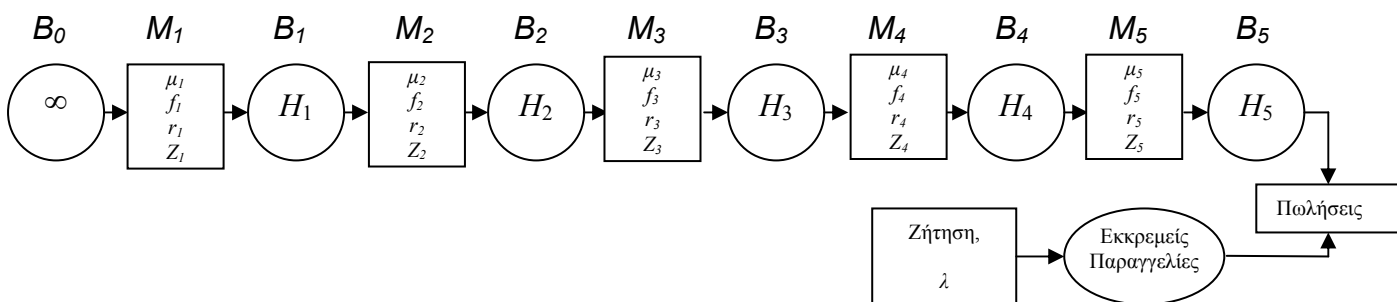 B0 M1 B1 M2 B2 M3 B3 M4 B4 M5 B5
∞
μ1
f1
r1
Z1
H1
μ2
f2
r2
Z2
H2
μ3
f3
r3
Z3
H3
μ4
f4
r4
Z4
H4
μ5
f5
r5
Z5
H5
Ζήτηση,
λ
Εκκρεμείς
Παραγγελίες
Πωλήσεις